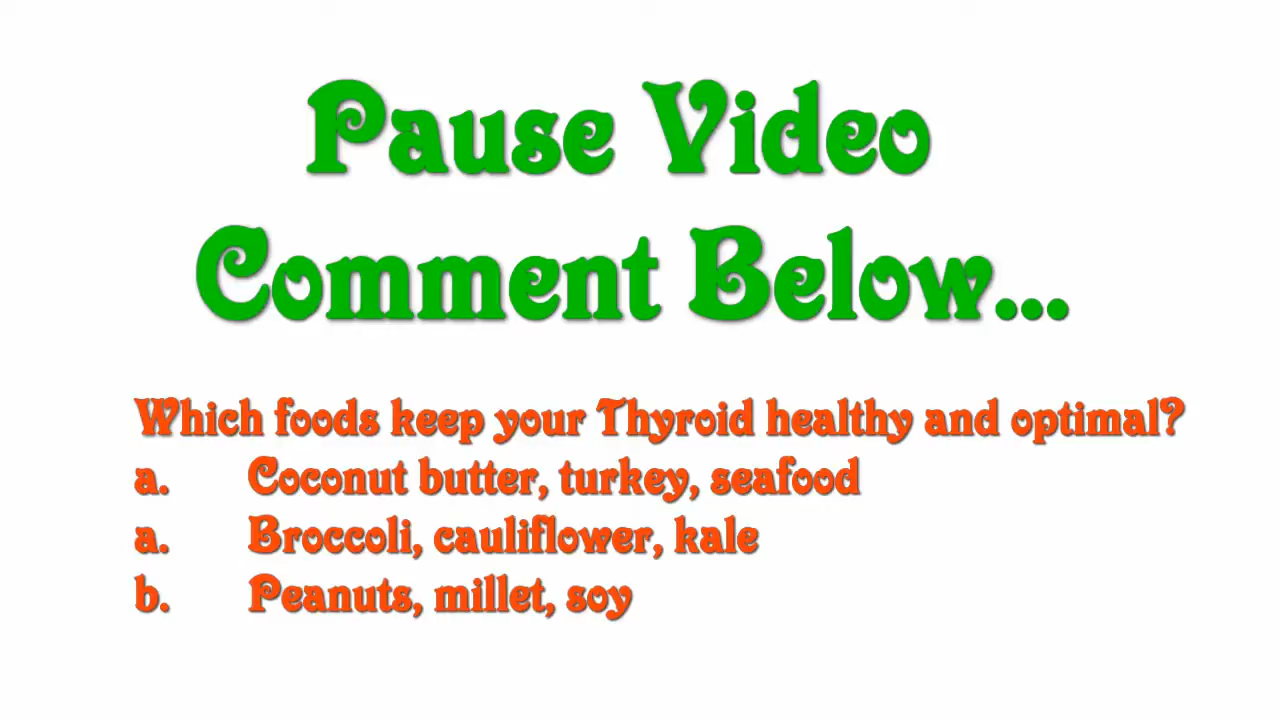 Pause Video
Comment Below...
Which foods keep your Thyroid healthy and optimal?
a. Coconut butter, turkey, seafood
a. Broccoli, cauliflower, kale
b. Peanuts, millet, soy